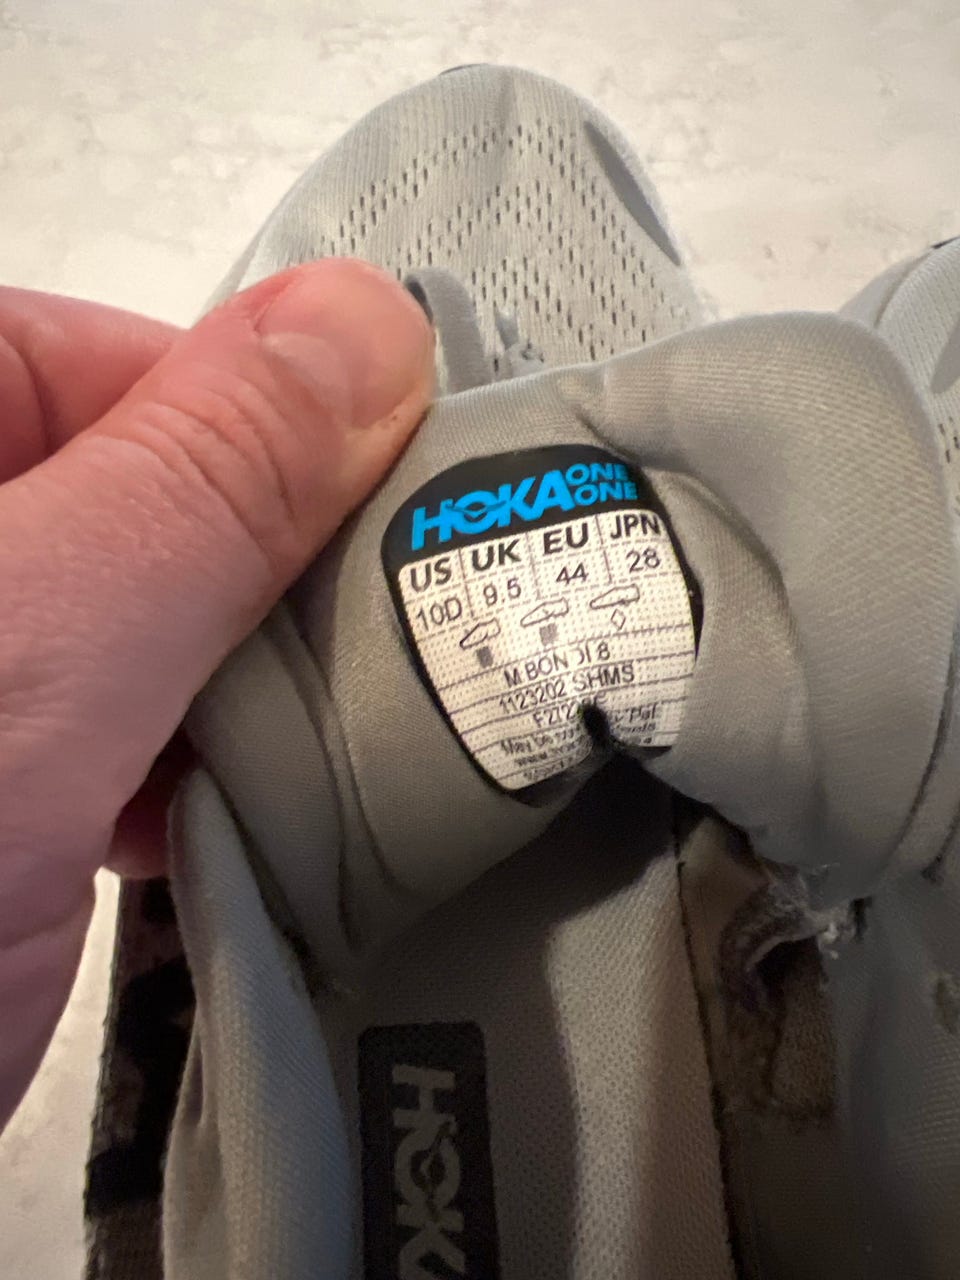 HOKA ONE ONE
US UK EU JPN
10D 9.5 44 28
M BONDI 8
1123202 SHMS
HOKA